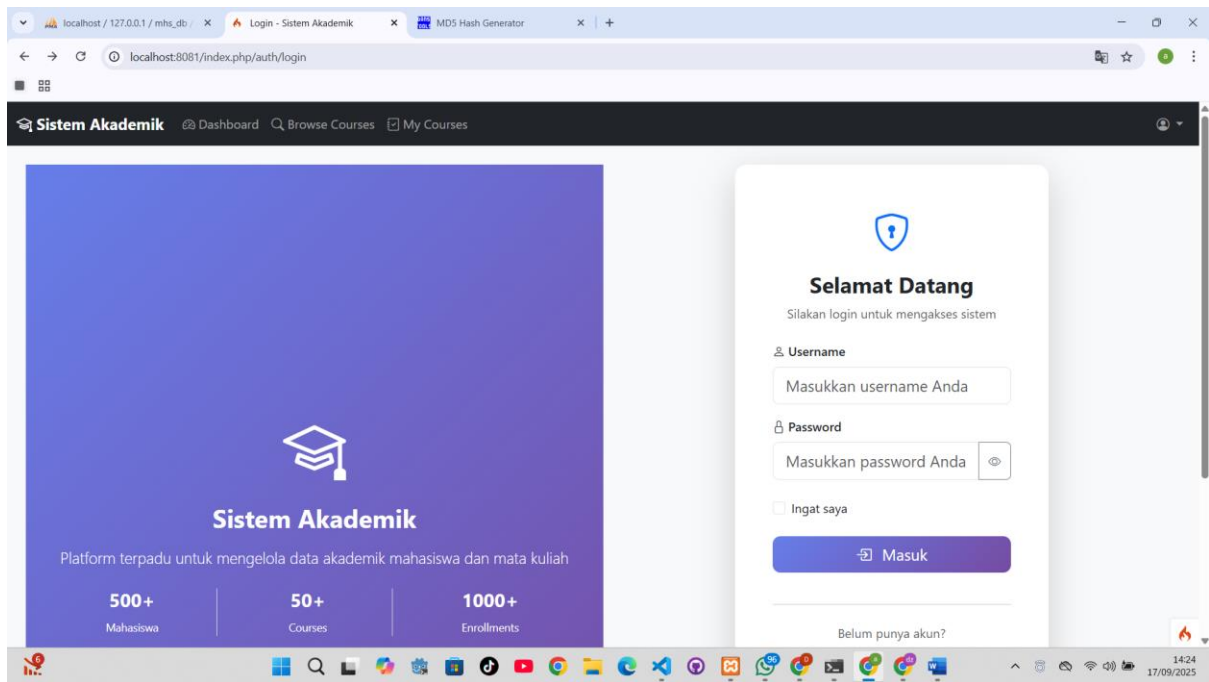 localhost / 127.0.0.1 / mhs_db /
Login - Sistem Akademik
MD5 Hash Generator
localhost:8081/index.php/auth/login
a
Sistem Akademik Dashboard Browse Courses My Courses
Sistem Akademik
Platform terpadu untuk mengelola data akademik mahasiswa dan mata kuliah
500+ 50+ 1000+
Mahasiswa Courses Enrollments
Selamat Datang
Silakan login untuk mengakses sistem
Username
Masukkan username Anda
Password
Masukkan password Anda
Ingat saya
Masuk
Belum punya akun?
6
96
14:24
17/09/2025